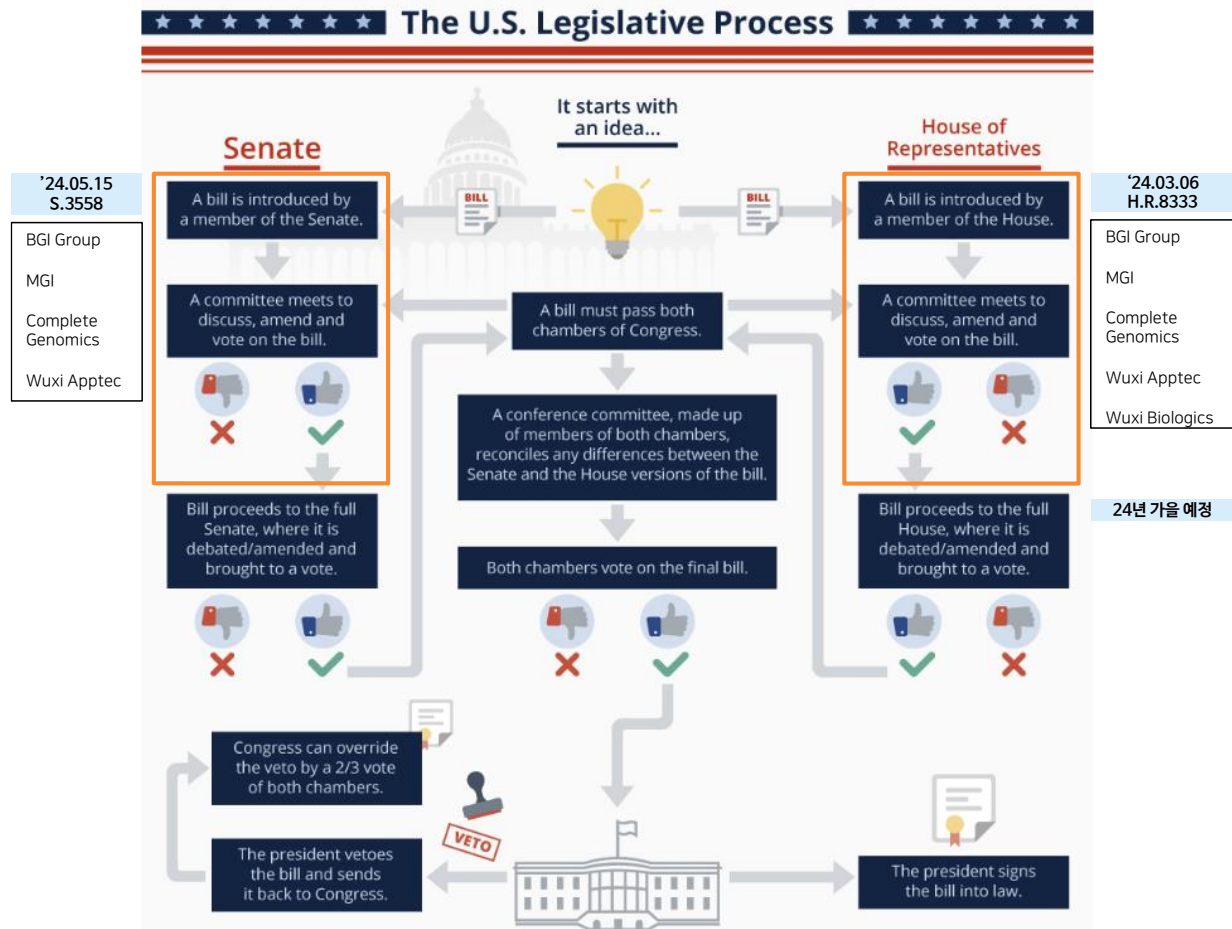 The U.S. Legislative Process
It starts with
an idea...
Senate
House of
Representatives
'24.05.15
S.3558
BGI Group
MGI
Complete
Genomics
Wuxi Apptec
A bill is introduced by
a member of the Senate.
BILL
BILL
A bill is introduced by
a member of the House.
‘24.03.06
H.R.8333
BGI Group
MGI
Complete
Genomics
Wuxi Apptec
Wuxi Biologics
A committee meets to
discuss, amend and
vote on the bill.
A bill must pass both
chambers of Congress.
A committee meets to
discuss, amend and
vote on the bill.
A conference committee, made up
of members of both chambers,
reconciles any differences between the
Senate and the House versions of the bill.
Bill proceeds to the full
Senate, where it is
debated/amended and
brought to a vote.
Both chambers vote on the final bill.
Bill proceeds to the full
House, where it is
debated/amended and
brought to a vote.
24년 가을 예정
Congress can override
the veto by a 2/3 vote
of both chambers.
VETO
The president vetoes
the bill and sends
it back to Congress.
The president signs
the bill into law.